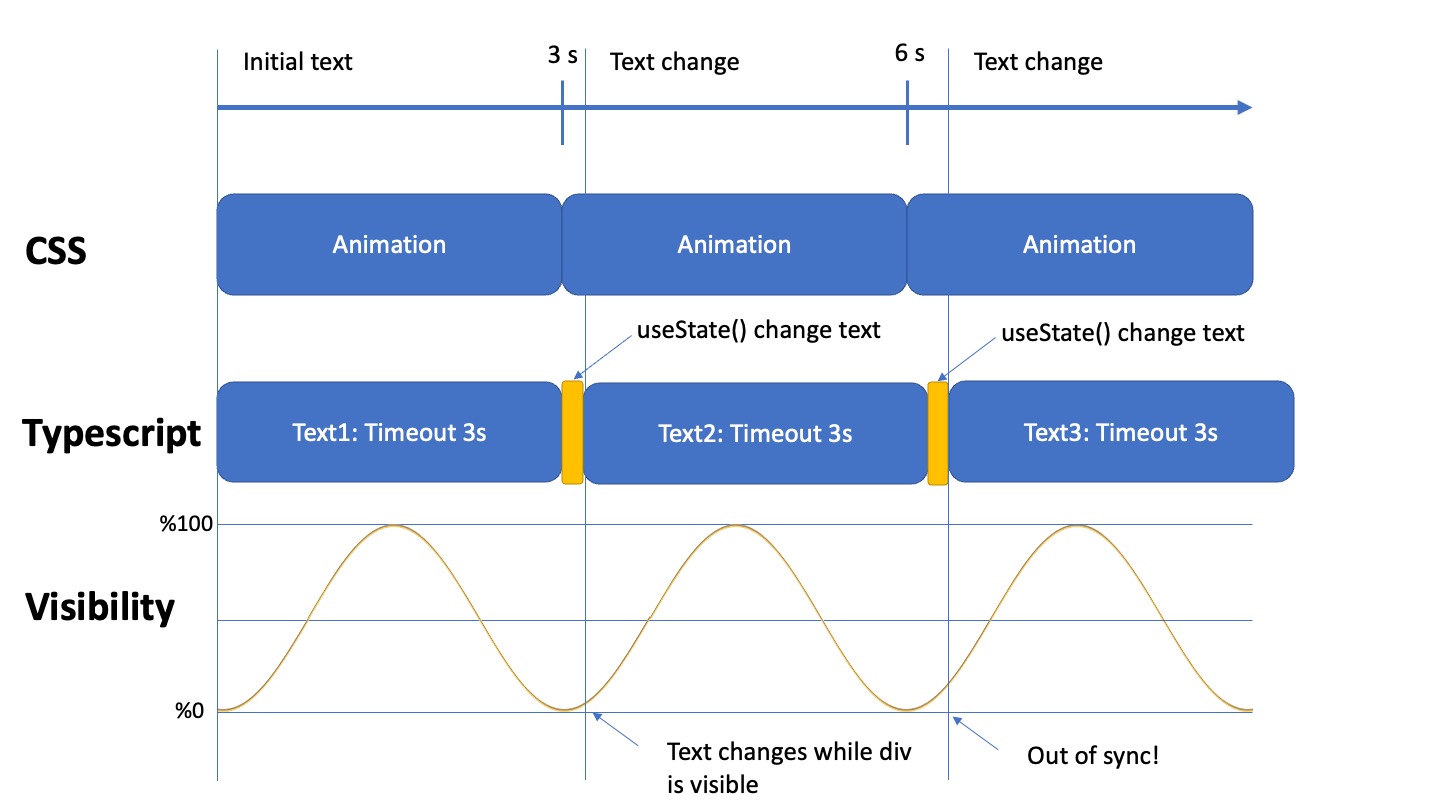 Initial text
3 s
Text change
6 s
Text change
CSS
Animation
Animation
Animation
useState() change text
useState() change text
Typescript
Text1: Timeout 3s
Text2: Timeout 3s
Text3: Timeout 3s
%100
Visibility
%0
Text changes while div
is visible
Out of sync!